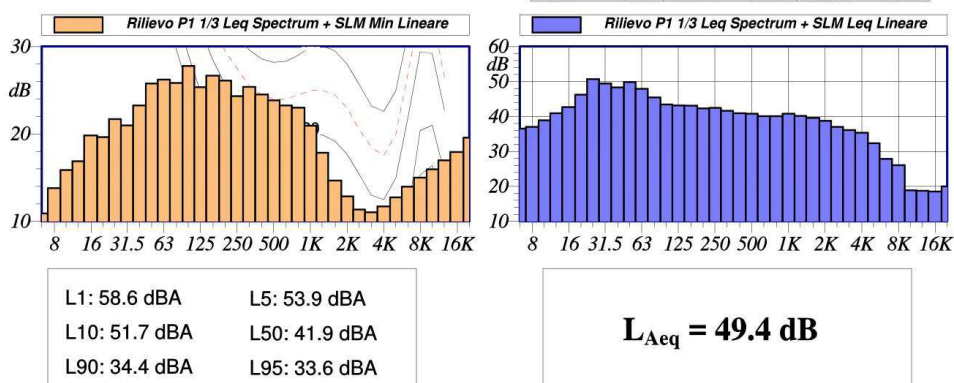 Rilievo P1 1/3 Leq Spectrum + SLM Min Lineare
30
dB
20
10
8 16 31.5 63 125 250 500 1K 2K 4K 8K 16K
Rilievo P1 1/3 Leq Spectrum + SLM Leq Lineare
60
dB
50
40
30
20
10
8 16 31.5 63 125 250 500 1K 2K 4K 8K 16K
L1: 58.6 dBA L5: 53.9 dBA
L10: 51.7 dBA L50: 41.9 dBA
L90: 34.4 dBA L95: 33.6 dBA
LAeq = 49.4 dB